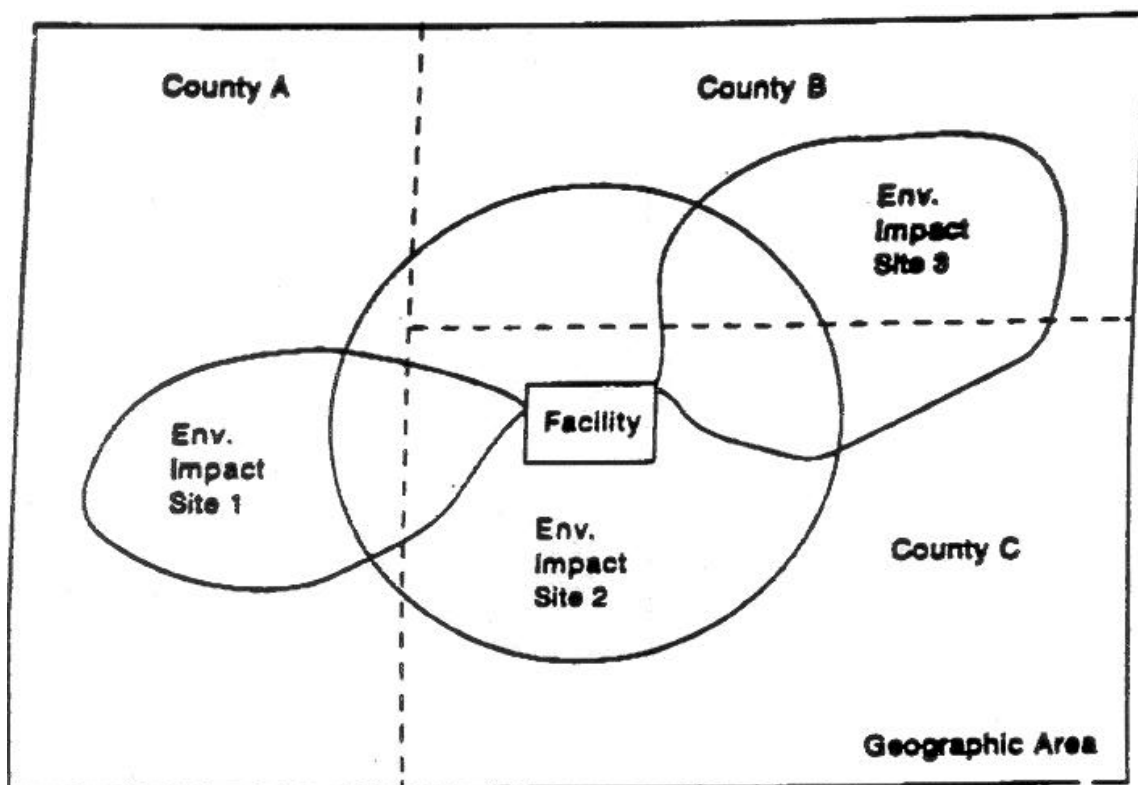 County A
County B
Env.
Impact
Site 3
Facility
Env.
Impact
Site 1
Env.
Impact
Site 2
County C
Geographic Area